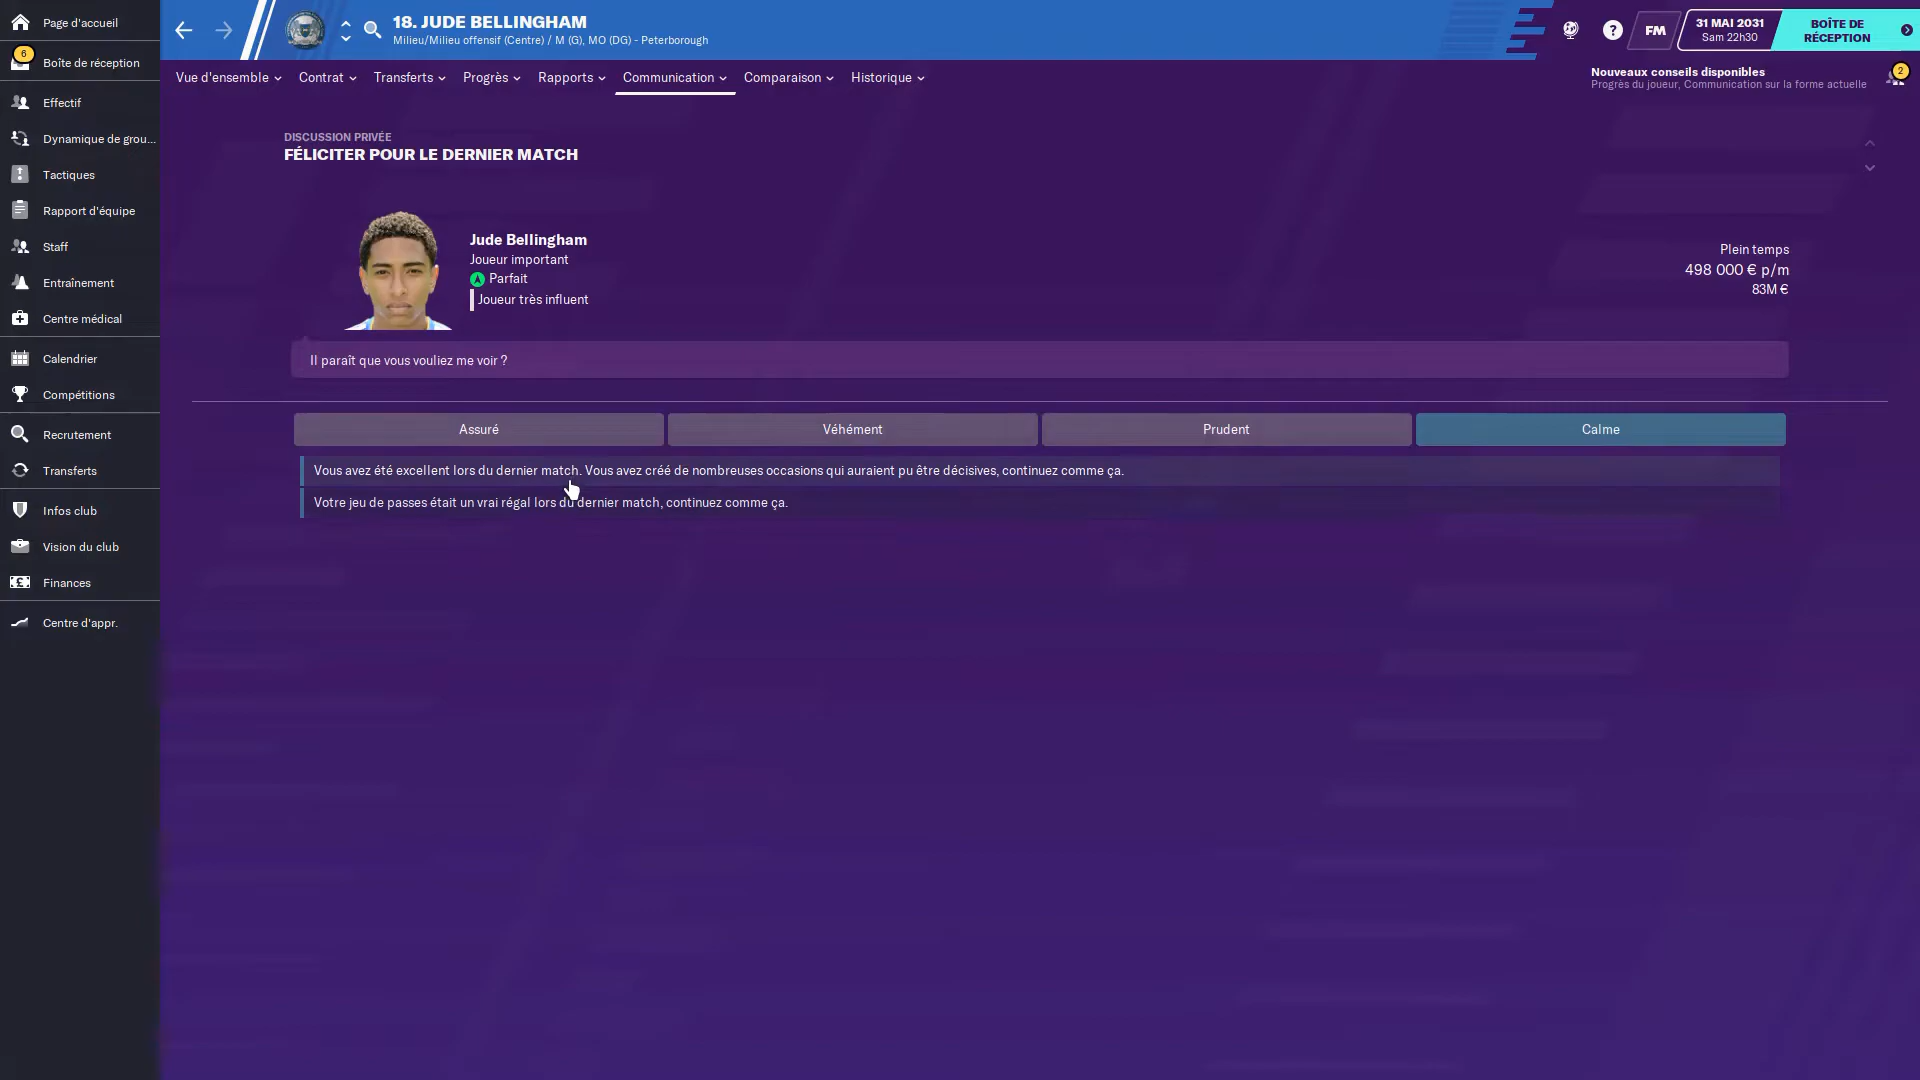 Page d'accueil
6
Boîte de réception
Effectif
Dynamique de grou...
Tactiques
Rapport d'équipe
Staff
Entraînement
Centre médical
Calendrier
Compétitions
Recrutement
Transferts
Infos club
Vision du club
Finances
Centre d'appr.
18. JUDE BELLINGHAM
Milieu/Milieu offensif (Centre) / M (G), MO (DG) - Peterborough
?
FM
31 MAI 2031
Sam 22h30
BOÎTE DE
RÉCEPTION
Vue d'ensemble
Contrat
Transferts
Progrès
Rapports
Communication
Comparaison
Historique
Nouveaux conseils disponibles
Progrès du joueur, Communication sur la forme actuelle
2
DISCUSSION PRIVÉE
FÉLICITER POUR LE DERNIER MATCH
Jude Bellingham
Joueur important
Parfait
Joueur très influent
Plein temps
498 000 € p/m
83M €
Il paraît que vous vouliez me voir ?
Assuré
Véhément
Prudent
Calme
Vous avez été excellent lors du dernier match. Vous avez créé de nombreuses occasions qui auraient pu être décisives, continuez comme ça.
Votre jeu de passes était un vrai régal lors du dernier match, continuez comme ça.